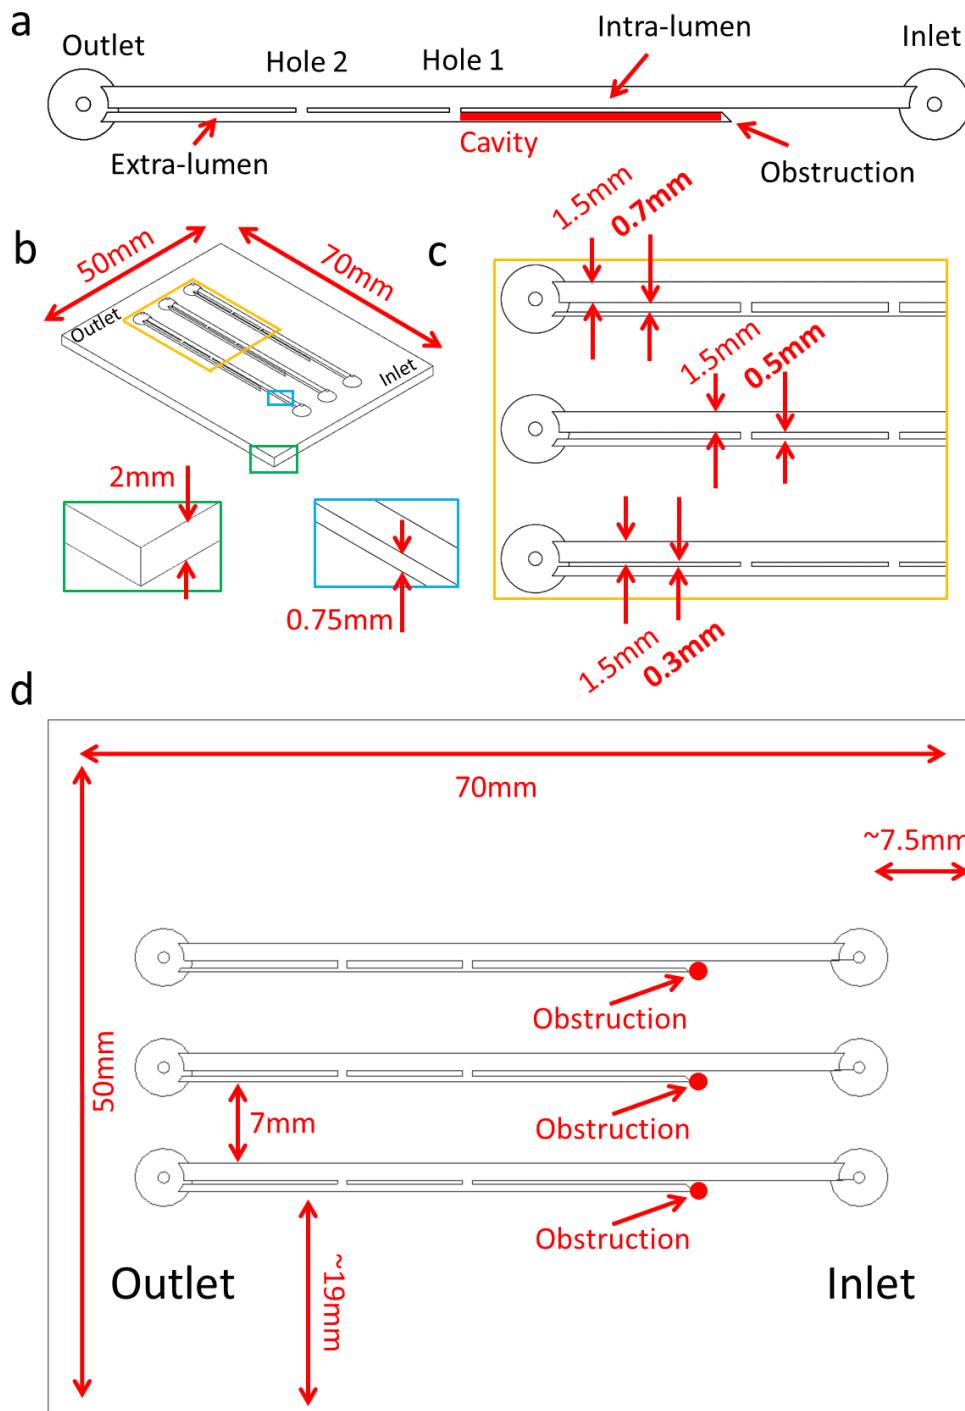 a
Outlet
Hole 2
Hole 1
Intra-lumen
Inlet
Extra-lumen
Cavity
Obstruction
b
50mm
70mm
Outlet
Inlet
2mm
0.75mm
c
1.5mm
0.7mm
1.5mm
0.5mm
1.5mm
0.3mm
d
70mm
~7.5mm
50mm
Obstruction
7mm
Obstruction
Obstruction
~19mm
Outlet
Inlet